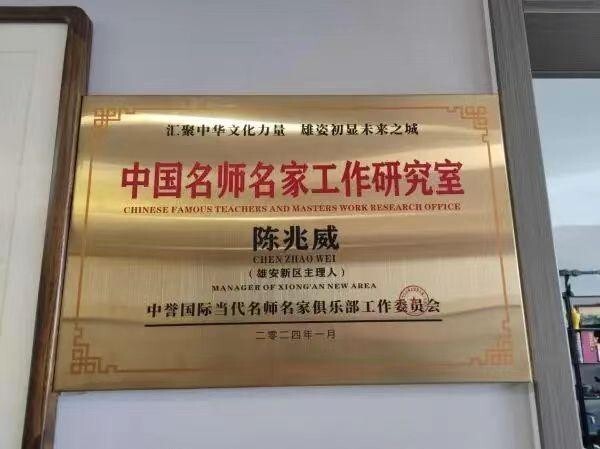 汇聚中华文化力量 雄姿初显未来之城
中国名师名家工作研究室
CHINESE FAMOUS TEACHERS AND MASTERS WORK RESEARCH OFFICE
陈兆威
CHEN ZHAO WEI
(雄安新区主理人)
MANAGER OF XIONG'AN NEW AREA
中誉国际当代名师名家俱乐部工作委员会
二零二四年一月